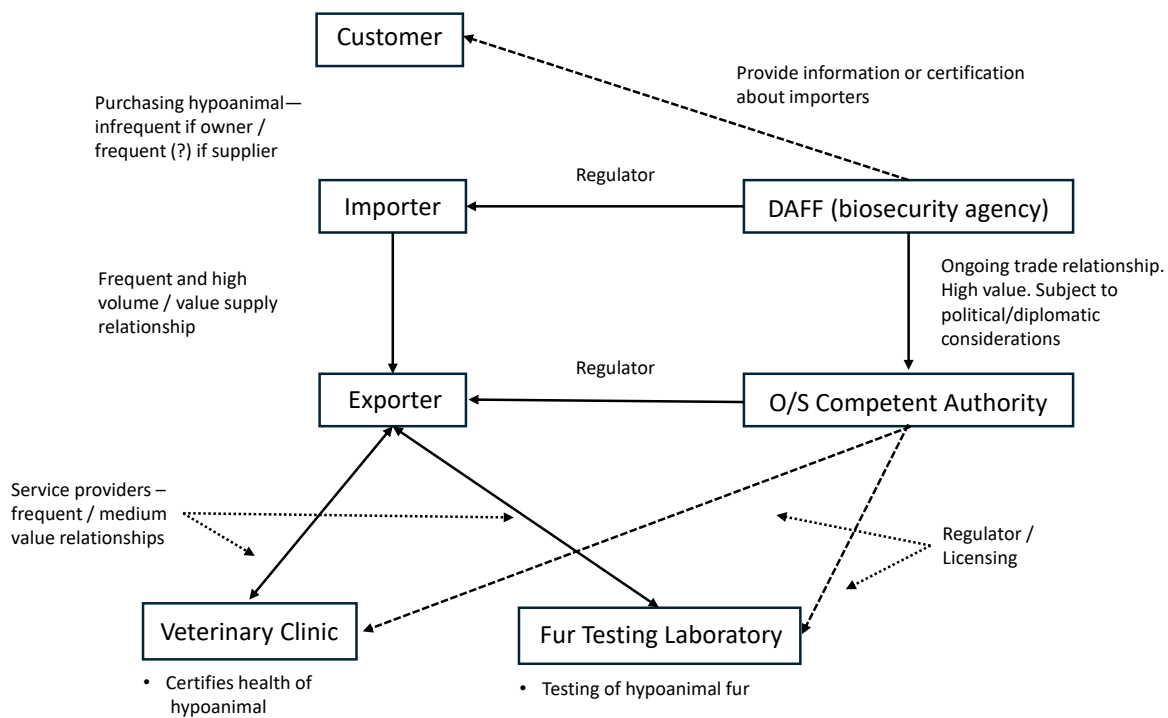 Customer
Provide information or certification
about importers
Purchasing hypoanimal—
infrequent if owner /
frequent (?) if supplier
Regulator
Importer
DAFF (biosecurity agency)
Frequent and high
volume / value supply
relationship
Ongoing trade relationship.
High value. Subject to
political/diplomatic
considerations
Regulator
Exporter
O/S Competent Authority
Service providers –
frequent / medium
value relationships
Regulator /
Licensing
Veterinary Clinic
Fur Testing Laboratory
• Certifies health of
hypoanimal
• Testing of hypoanimal fur